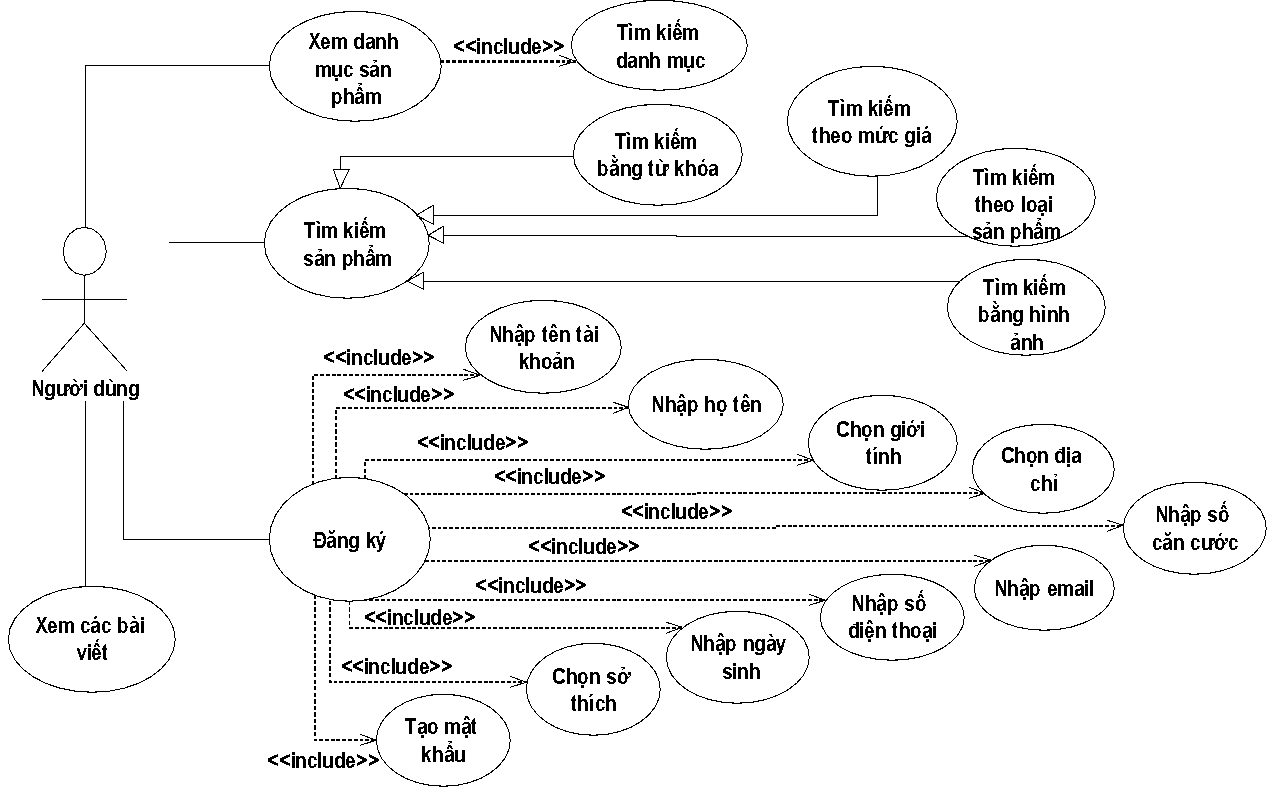 Xem danh
mục sản
phẩm
<<include>>
Tìm kiếm
danh mục
Tìm kiếm
bằng từ khóa
Tìm kiếm
theo mức giá
Tìm kiếm
theo loại
sản phẩm
Tìm kiếm
sản phẩm
Tìm kiếm
bằng hình
ảnh
Người dùng
<<include>>
Nhập tên tài
khoản
<<include>>
Nhập họ tên
<<include>>
Chọn giới
tính
<<include>>
Chọn địa
chỉ
<<include>>
Nhập số
căn cước
Đăng ký
<<include>>
Nhập email
<<include>>
Nhập số
điện thoại
<<include>>
Nhập ngày
sinh
Xem các bài
viết
<<include>>
Chọn sở
thích
Tạo mật
khẩu
<<include>>